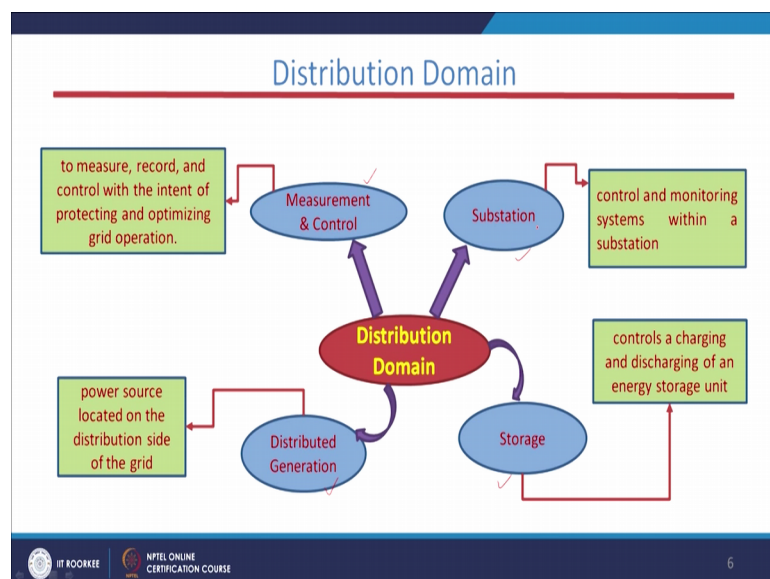 Distribution Domain
to measure, record, and
control with the intent of
protecting and optimizing
grid operation.
Measurement
& Control
Substation
control and monitoring
systems within a
substation
Distribution
Domain
controls a charging
and discharging of an
energy storage unit
power source
located on the
distribution side
of the grid
Distributed
Generation
Storage
IIT ROORKEE
NPTEL ONLINE
CERTIFICATION COURSE
6